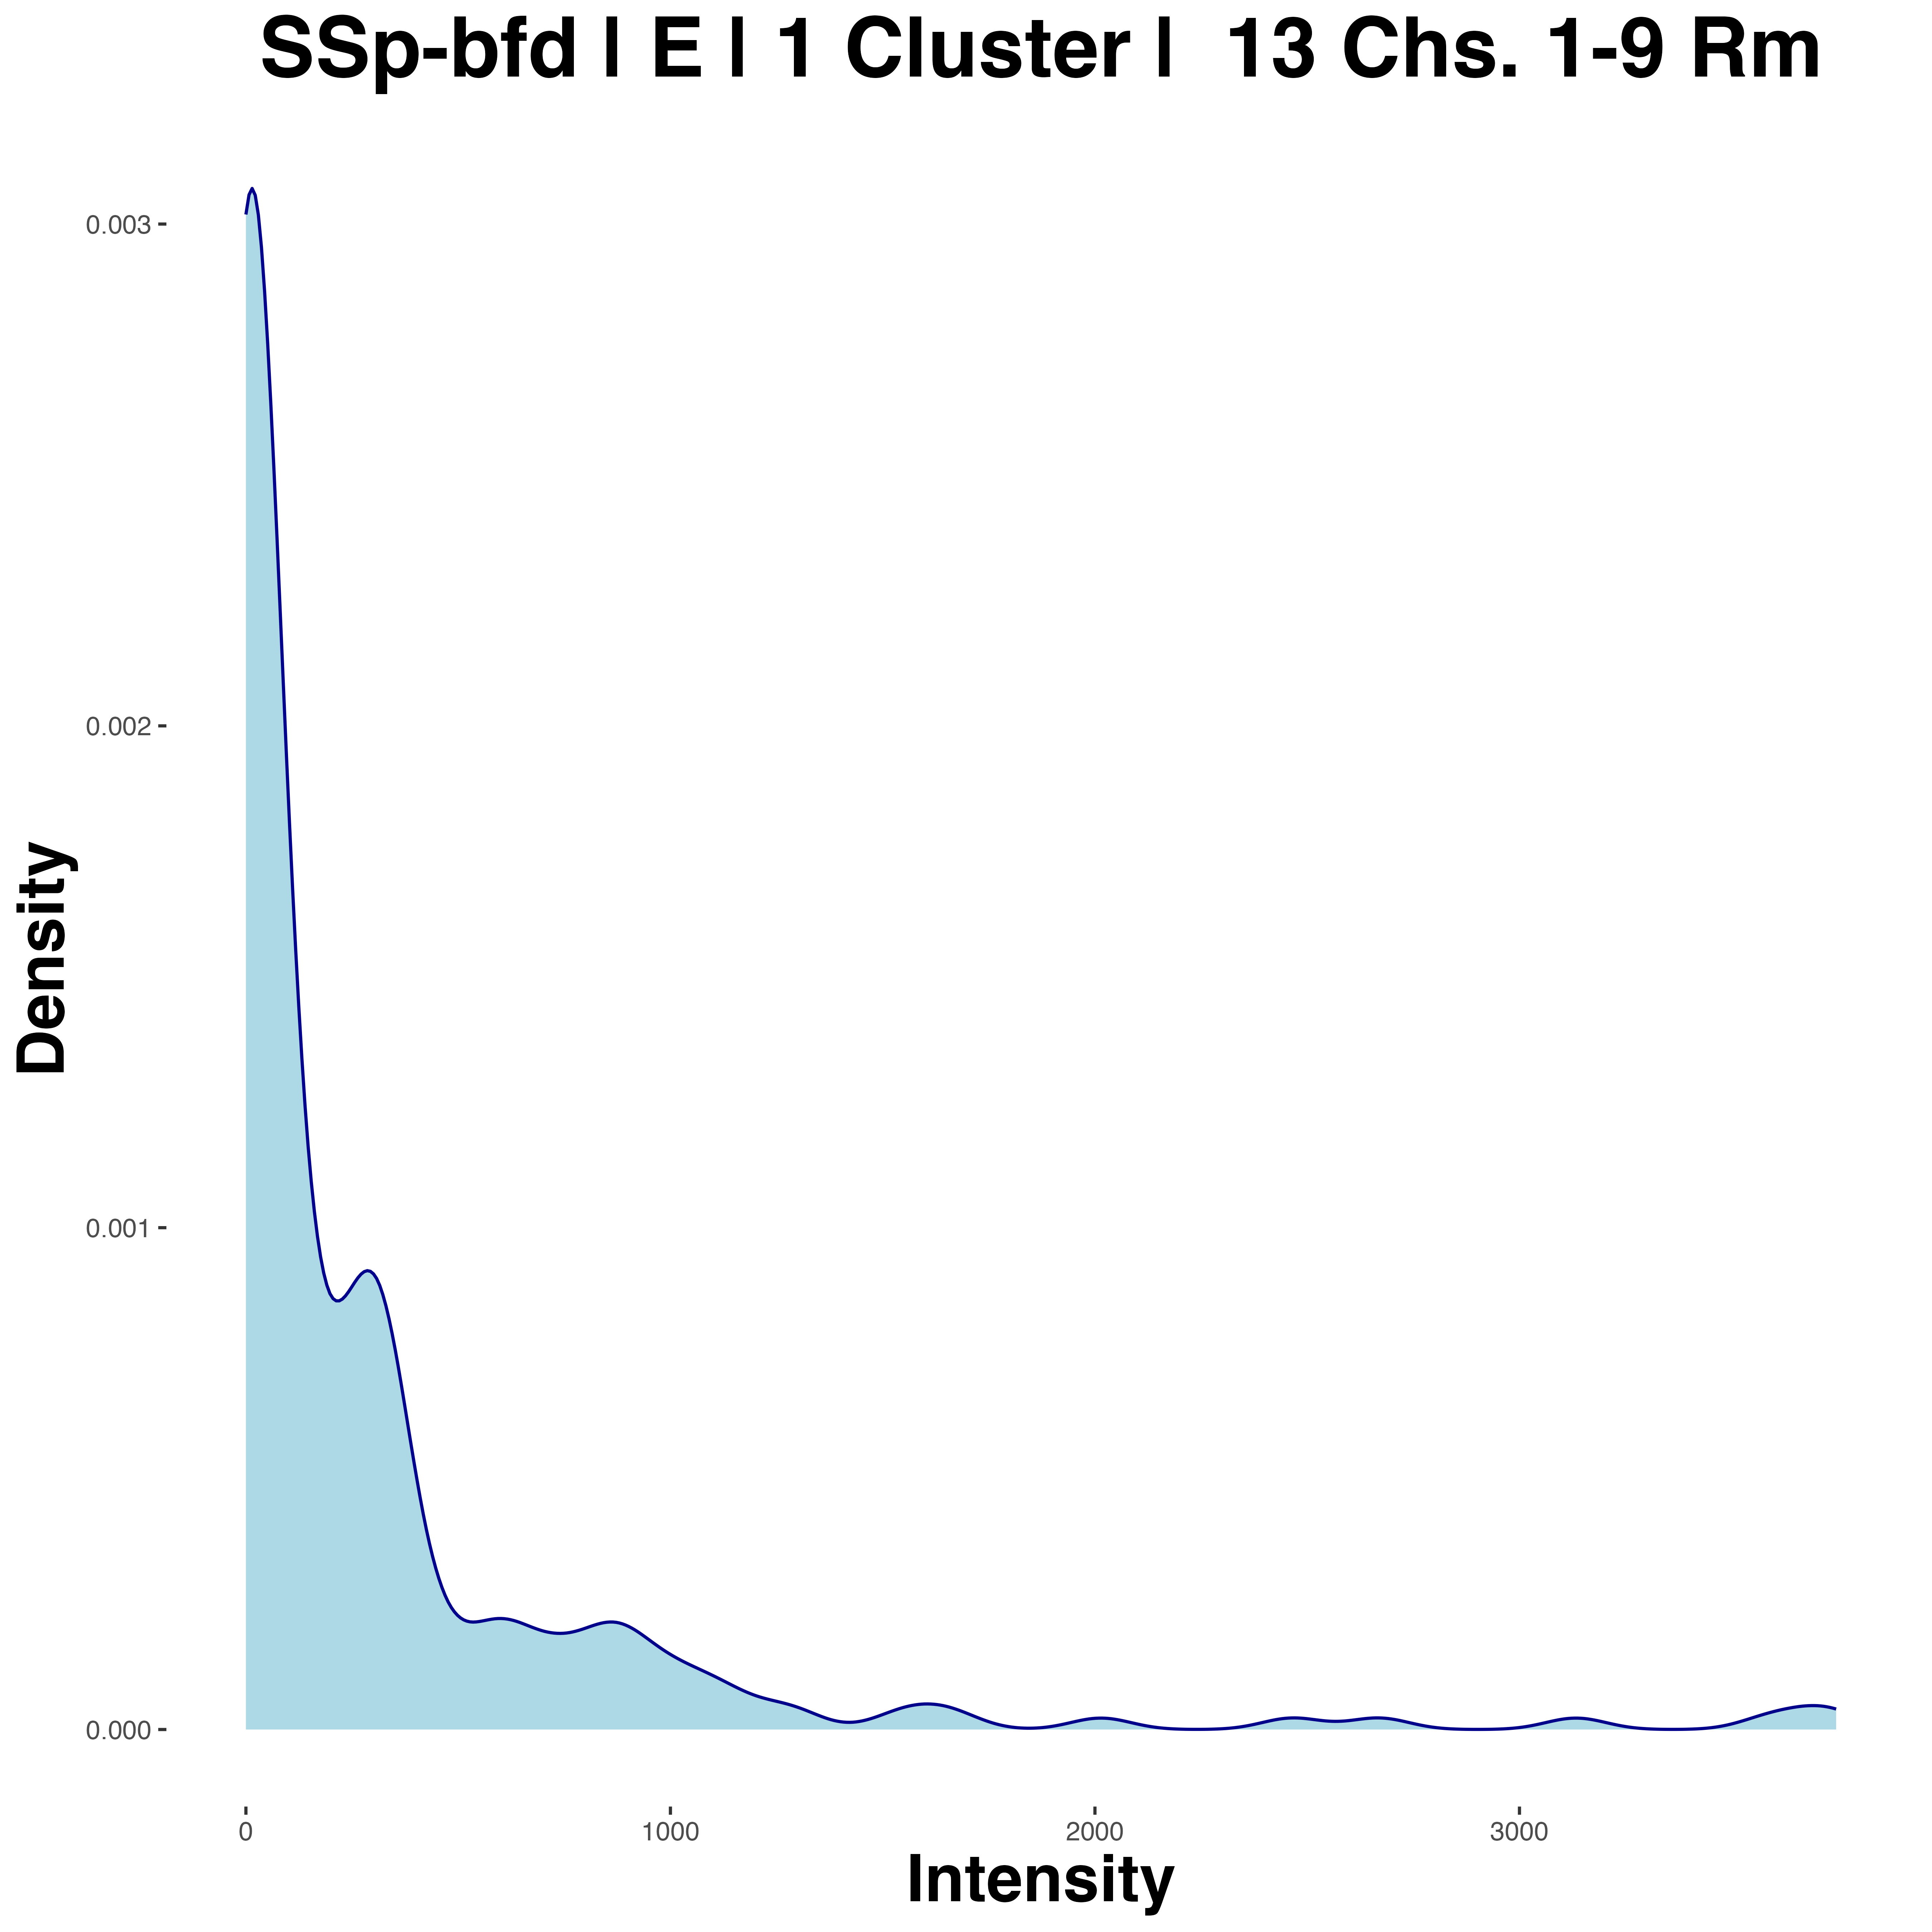 SSp-bfd | E | 1 Cluster | 13 Chs. 1-9 Rm
0.003
0.002
0.001
0.000
Density
0
1000
2000
3000
Intensity